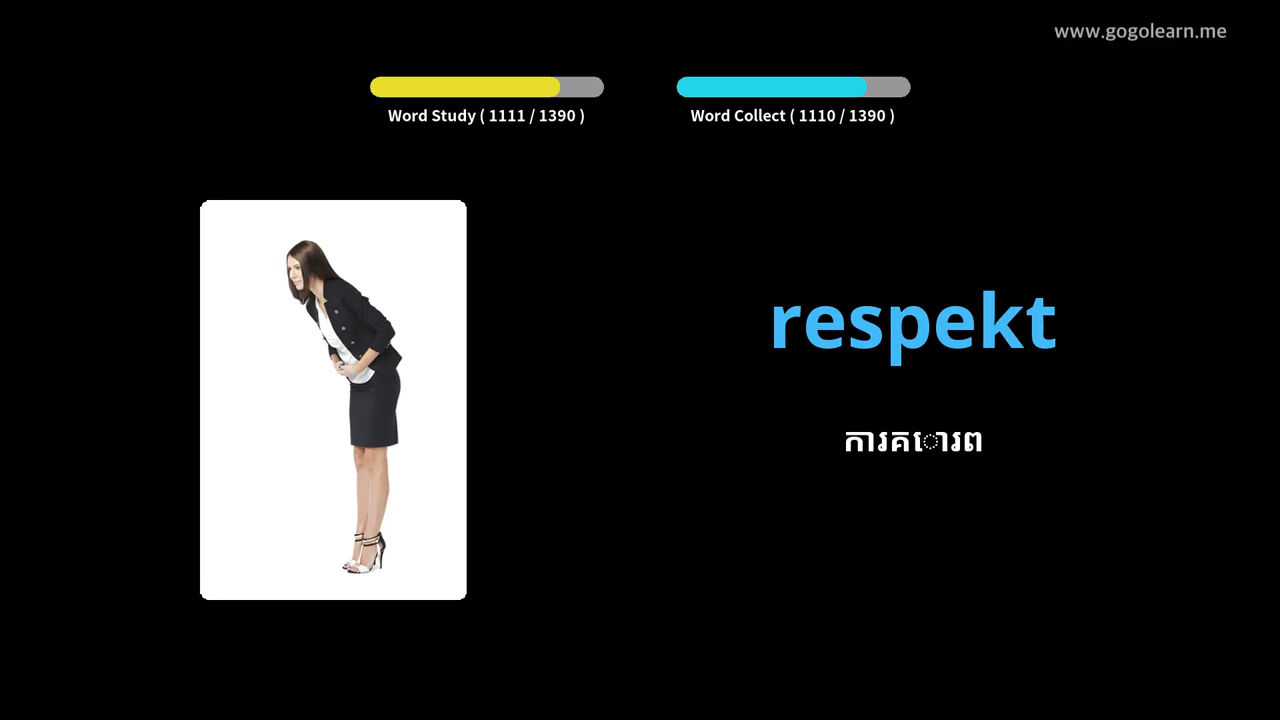 www.gogolearn.me
Word Study ( 1111 / 1390 )
Word Collect ( 1110 / 1390 )
respekt
ការគោរព